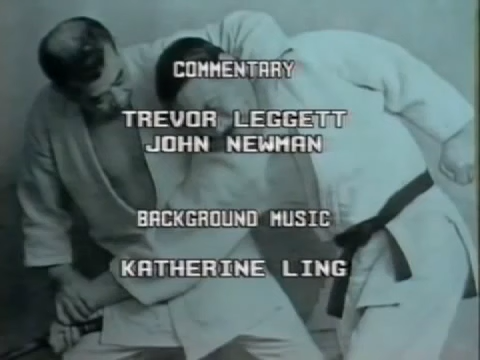 COMMENTARY
TREVOR LEGGETT
JOHN NEWMAN
BACKGROUND MUSIC
KATHERINE LING